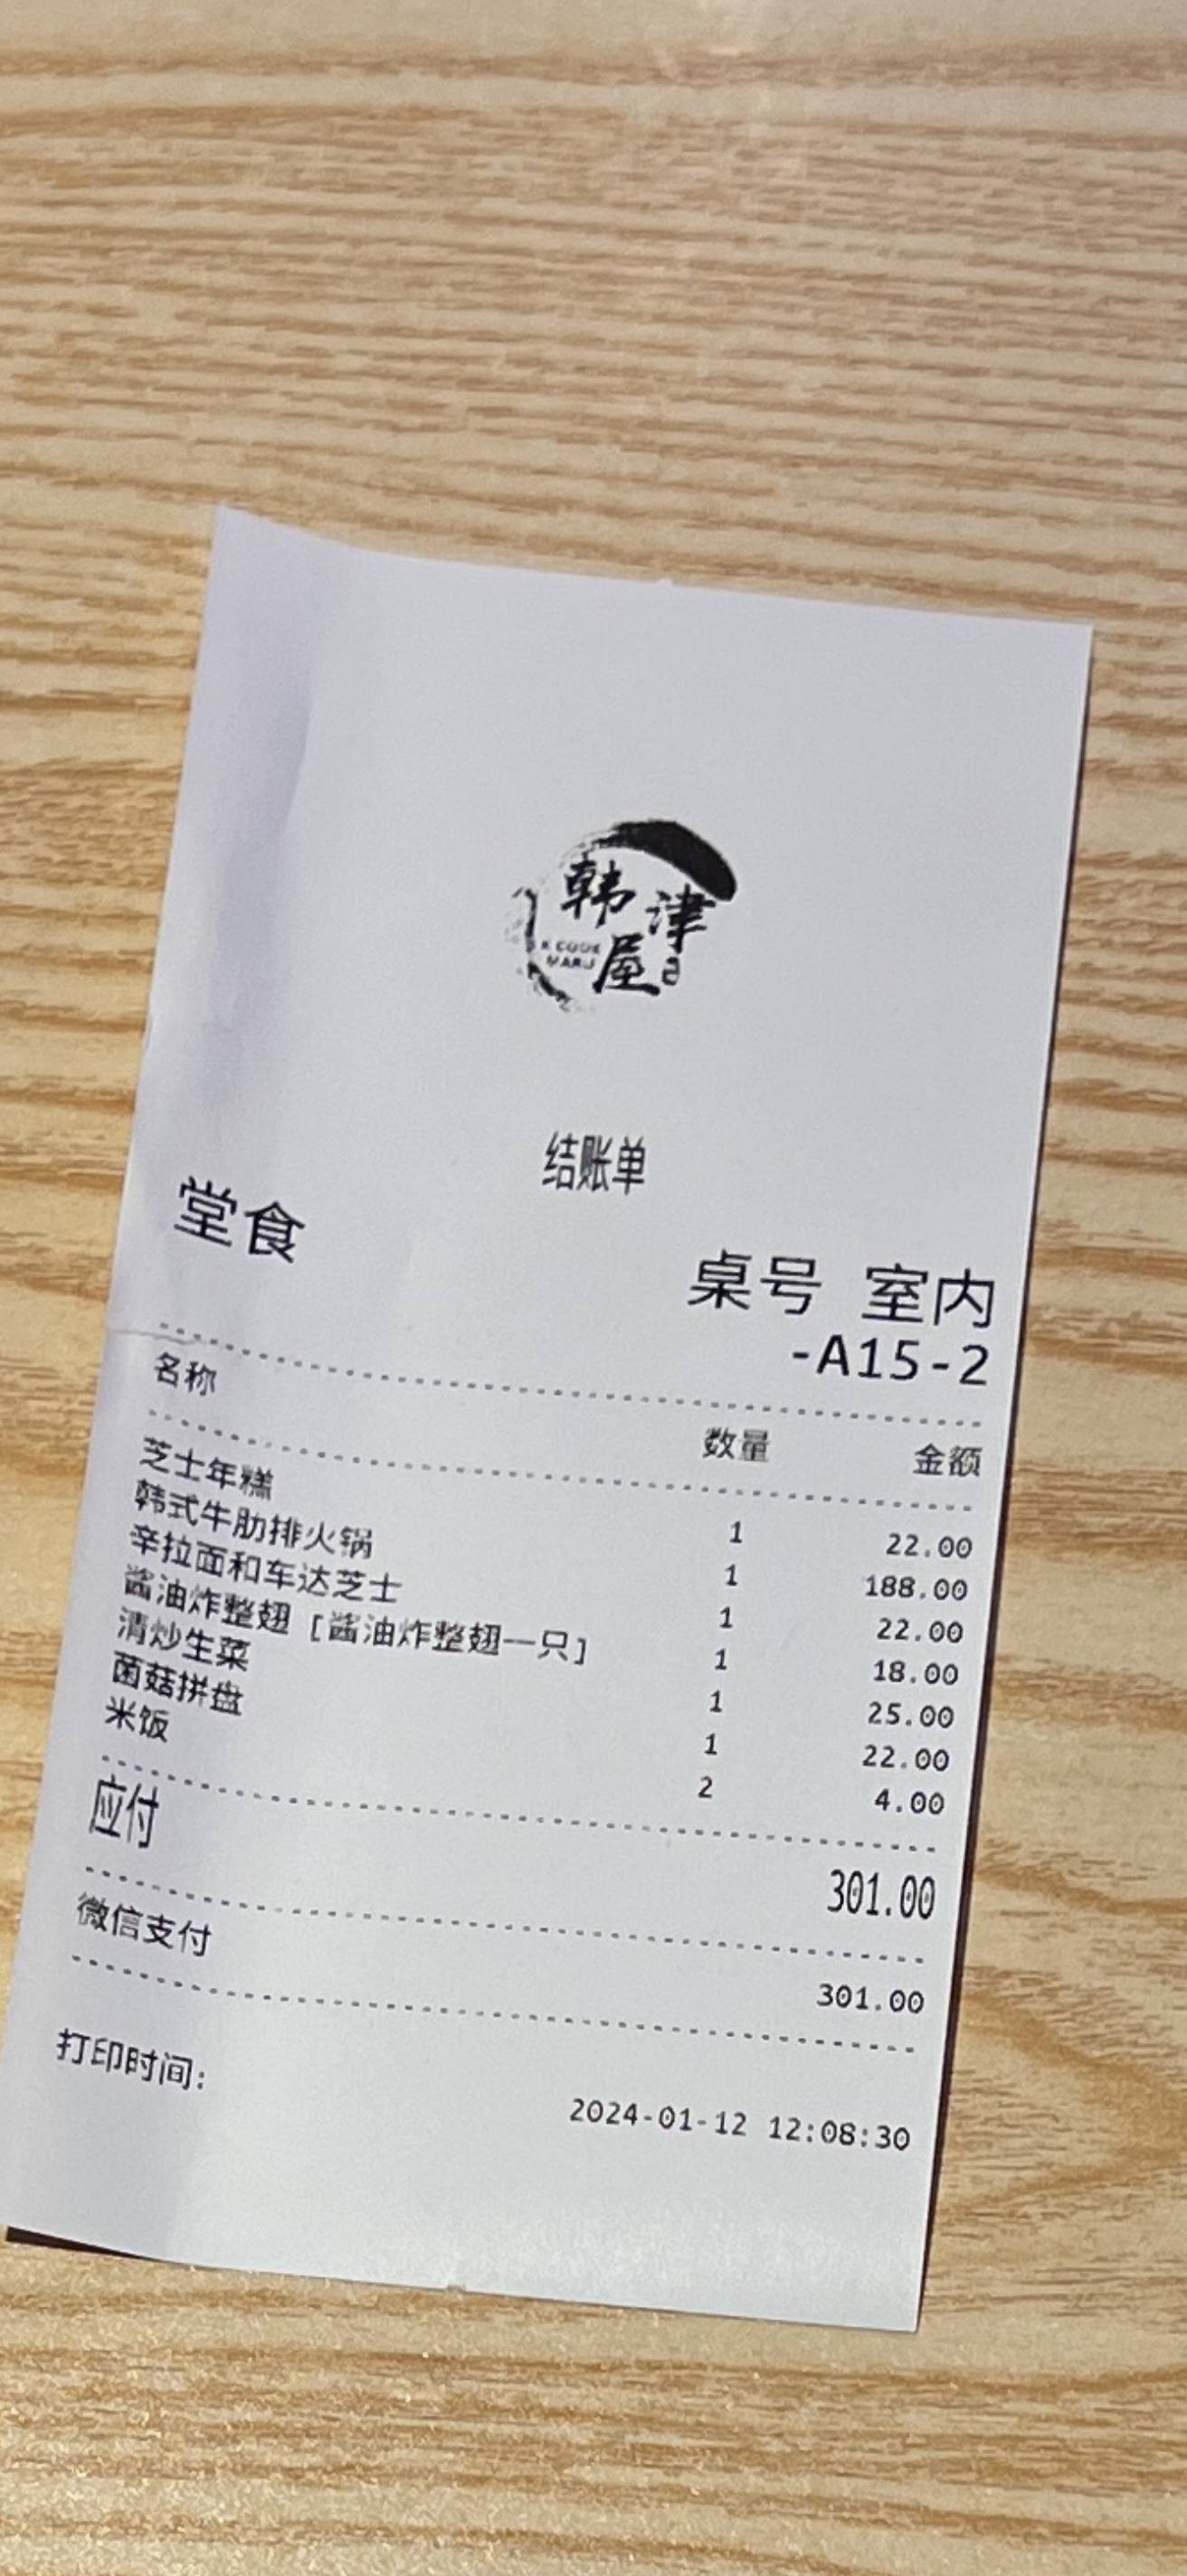 韩津屋
K COOK
MARU
结账单
堂食
桌号 室内
-A15-2
名称 数量 金额
芝士年糕 1 22.00
韩式牛肋排火锅 1 188.00
辛拉面和车达芝士 1 22.00
酱油炸整翅 [酱油炸整翅一只] 1 18.00
清炒生菜 1 25.00
菌菇拼盘 1 22.00
米饭 2 4.00
应付 301.00
微信支付 301.00
打印时间: 2024-01-12 12:08:30